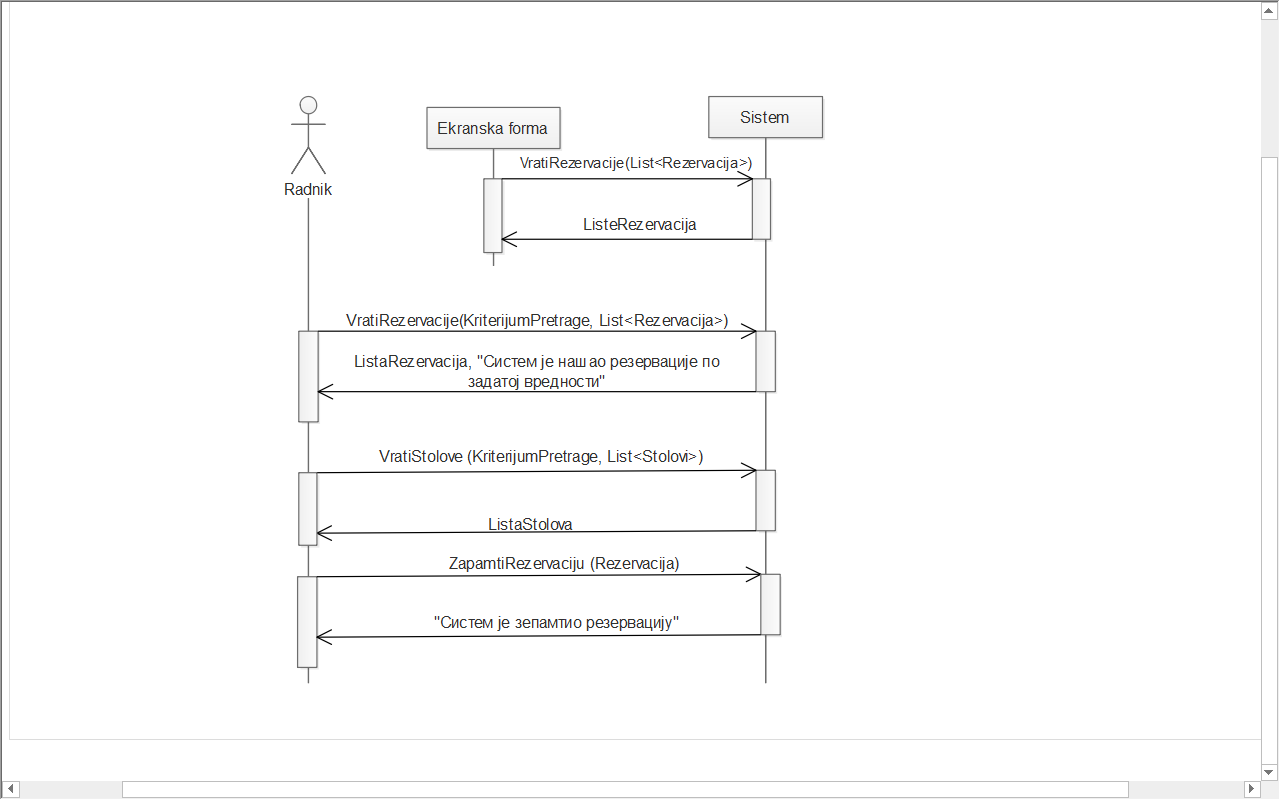 Sistem
Ekranska forma
VratiRezervacije(List<Rezervacija>)
Radnik
ListeRezervacija
VratiRezervacije(KriterijumPretrage, List<Rezervacija>)
ListaRezervacija, "Систем је нашао резервације по
задатој вредности"
VratiStolove (KriterijumPretrage, List<Stolovi>)
ListaStolova
ZapamtiRezervaciju (Rezervacija)
"Систем је зепамтио резервацију"